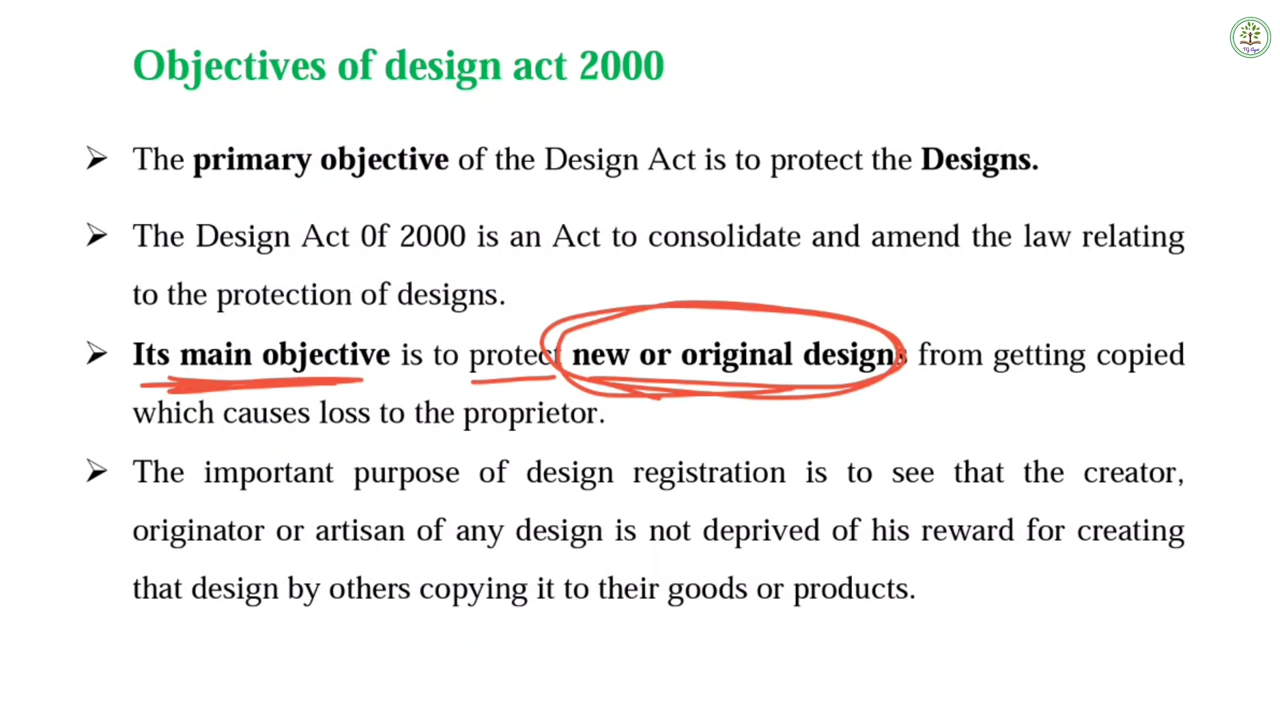 Objectives of design act 2000
➢ The primary objective of the Design Act is to protect the Designs.
➢ The Design Act 0f 2000 is an Act to consolidate and amend the law relating
to the protection of designs.
➢ Its main objective is to protect new or original designs from getting copied
which causes loss to the proprietor.
➢ The important purpose of design registration is to see that the creator,
originator or artisan of any design is not deprived of his reward for creating
that design by others copying it to their goods or products.